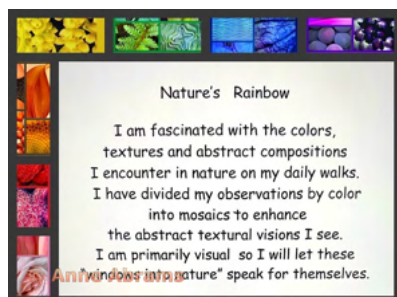 Nature's Rainbow
I am fascinated with the colors,
textures and abstract compositions
I encounter in nature on my daily walks.
I have divided my observations by color
into mosaics to enhance
the abstract textural visions I see.
I am primarily visual so I will let these
"windows into nature" speak for themselves.
© Anna Abrams